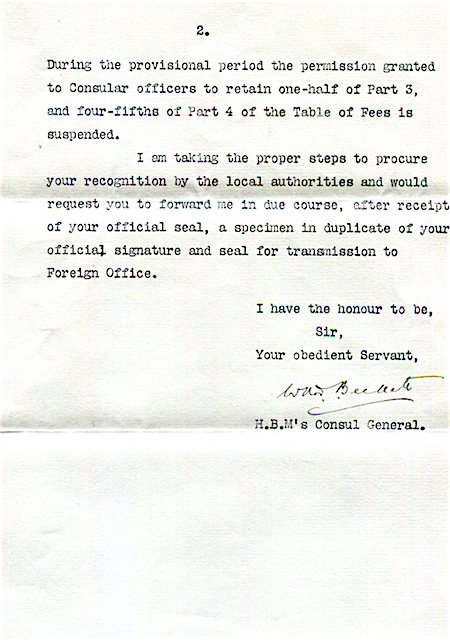 2.
During the provisional period the permission granted
to Consular officers to retain one-half of Part 3,
and four-fifths of Part 4 of the Table of Fees is
suspended.
I am taking the proper steps to procure
your recognition by the local authorities and would
request you to forward me in due course, after receipt
of your official seal, a specimen in duplicate of your
official signature and seal for transmission to
Foreign Office.
I have the honour to be,
Sir,
Your obedient Servant,
Beckett
H.B.M's Consul General.